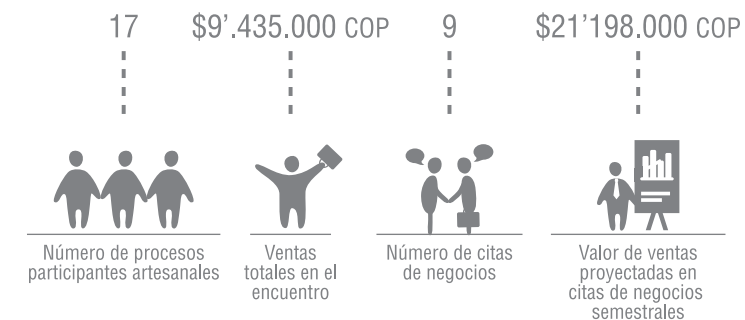 17
$9’.435.000 COP
9
$21’198.000 COP
Número de procesos
participantes artesanales
Ventas
totales en el
encuentro
Número de citas
de negocios
Valor de ventas
proyectadas en
citas de negocios
semestrales